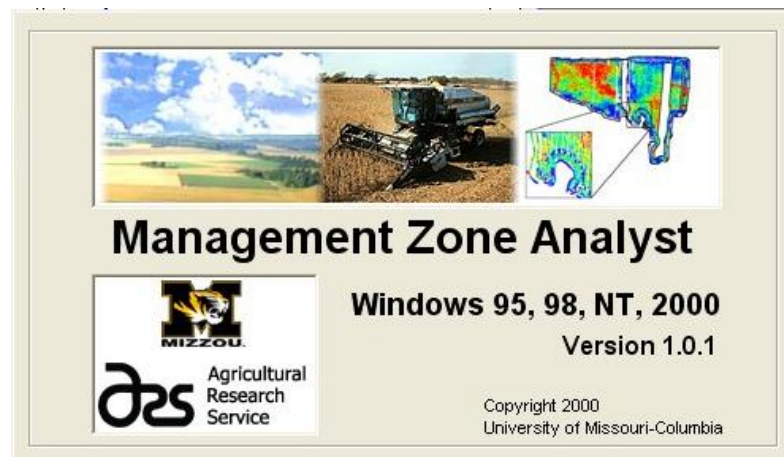 Management Zone Analyst
Windows 95, 98, NT, 2000
Version 1.0.1
MIZZOU.
ars
Agricultural
Research
Service
Copyright 2000
University of Missouri-Columbia